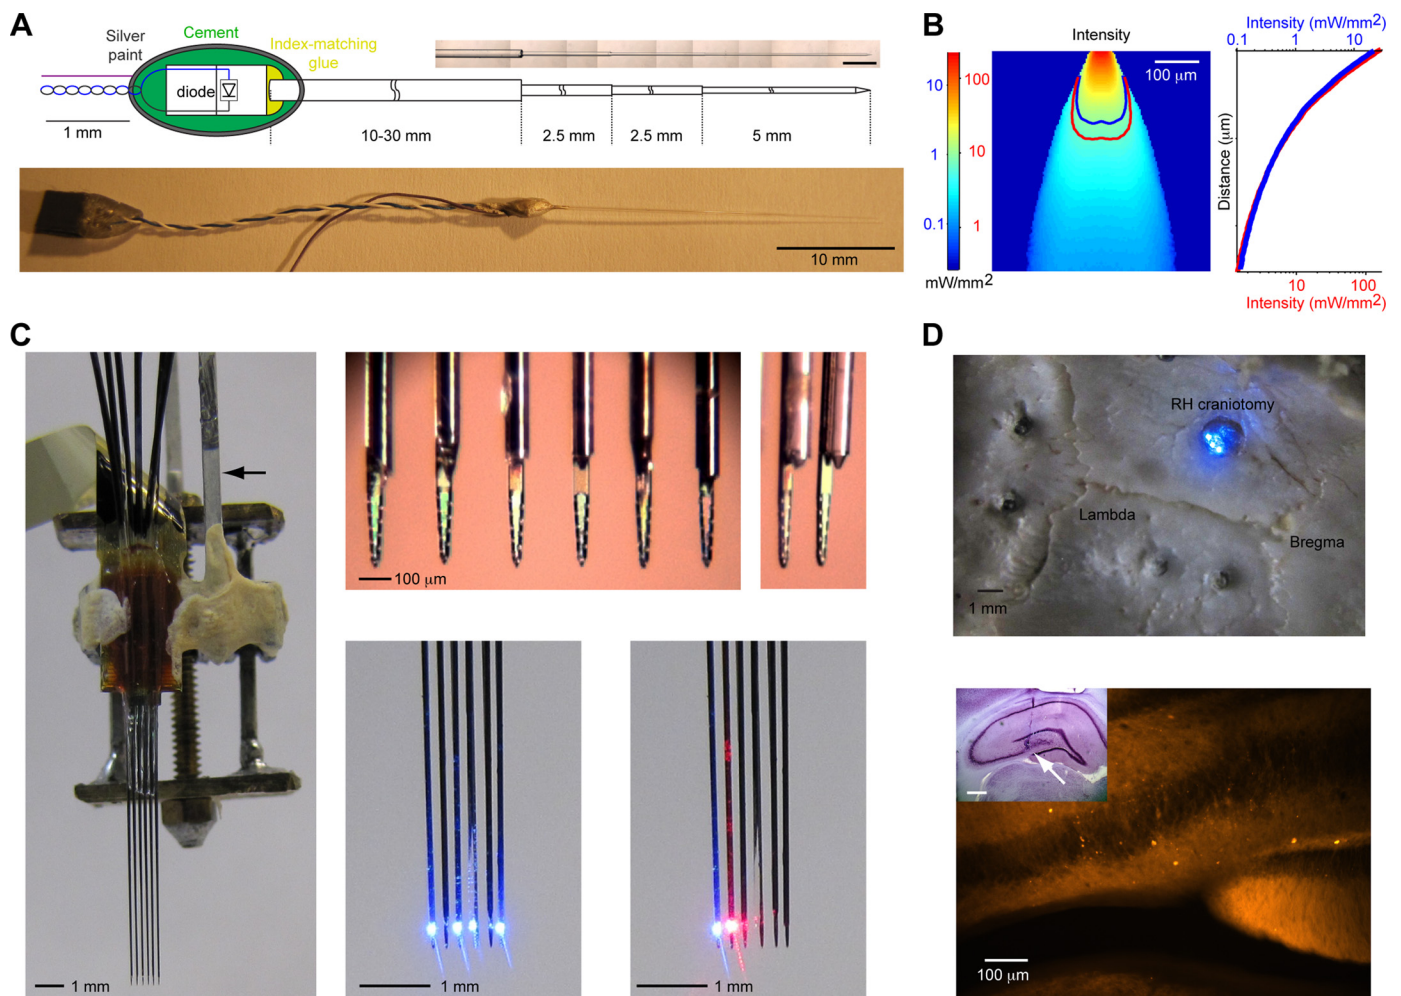 A
Silver
paint
Cement
Index-matching
glue
diode
1 mm
10-30 mm
2.5 mm
2.5 mm
5 mm
10 mm
B
Intensity
100 µm
10
1
0.1
100
10
1
mW/mm2
Intensity (mW/mm2)
0.1
1
10
Distance (µm)
10
100
Intensity (mW/mm2)
C
1 mm
100 µm
1 mm
1 mm
D
RH craniotomy
Lambda
Bregma
1 mm
100 µm